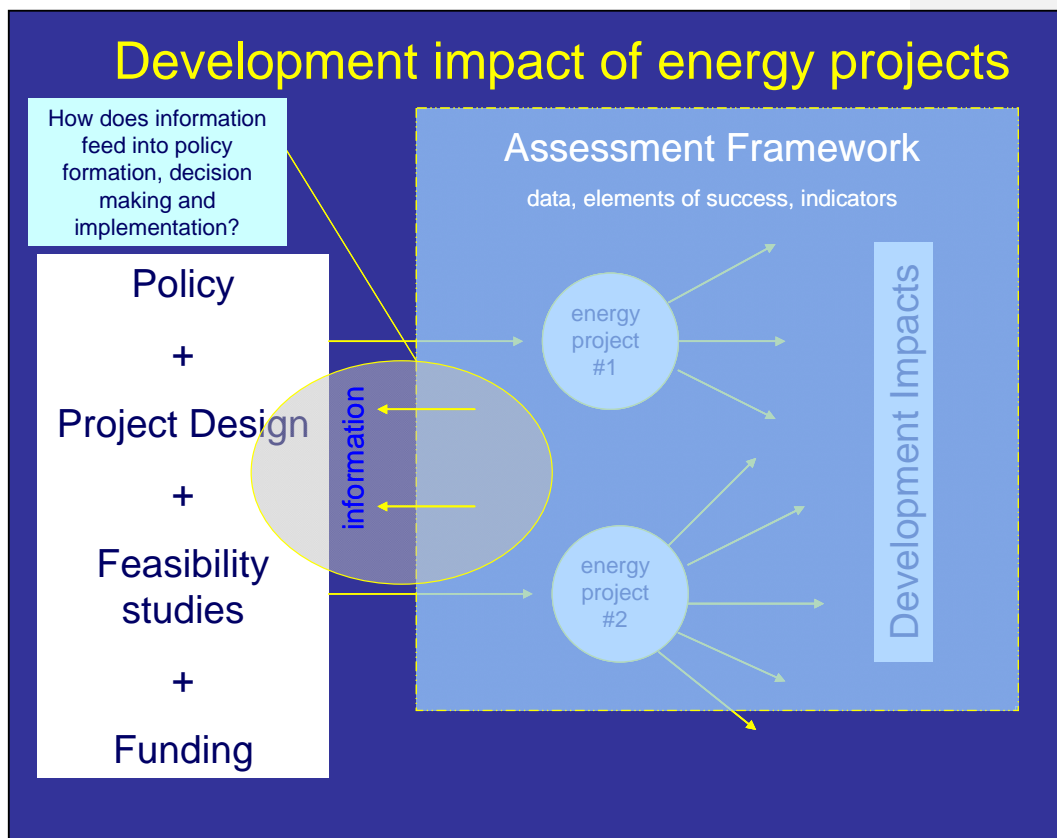 Development impact of energy projects
How does information
feed into policy
formation, decision
making and
implementation?
Assessment Framework
data, elements of success, indicators
Policy
+
Project Design
+
Feasibility
studies
+
Funding
information
energy
project
#1
energy
project
#2
Development Impacts